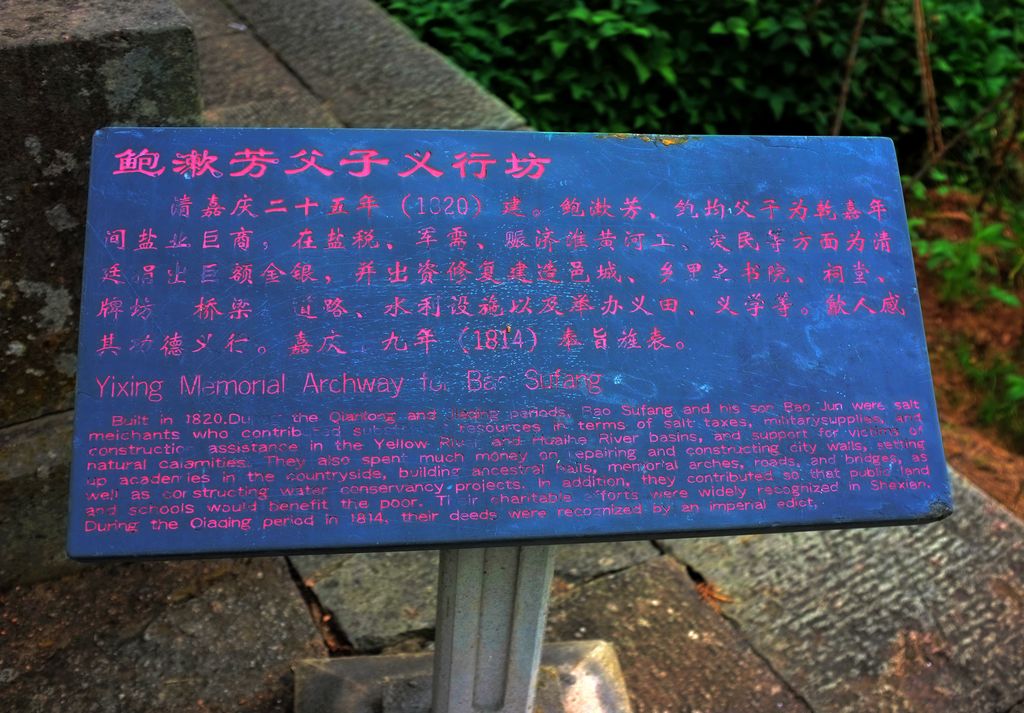 鲍漱芳父子义行坊
清嘉庆二十五年（1820）建。鲍漱芳、鲍均父子为乾嘉年
间盐业巨商，在盐税、军需、赈济淮黄河工、灾民等方面为清
廷捐出巨额金银，并出资修复建造邑城、乡里之书院、祠堂、
牌坊 桥梁 道路、水利设施以及举办义田、义学等。歙人感
其功德义行。嘉庆 九年（1814）奉旨旌表。
Yixing Memorial Archway for Bao Sufang
Built in 1820.During the Qianlong and Jiaqing periods, Bao Sufang and his son Bao Jun were salt
meichants who contributed substantial resources in terms of salt taxes, militarysupplies, and
construction assistance in the Yellow River and Huaihe River basins, and support for victims of
natural calamities. They also spent much money on repairing and constructing city walls, setting
up academies in the countryside, building ancestral halls, memorial arches, roads, and bridges, as
well as constructing water conservancy projects. In addition, they contributed so that public land
and schools would benefit the poor. Their charitable efforts were widely recognized in Shexian.
During the Qiaqing period in 1814, their deeds were recognized by an imperial edict.